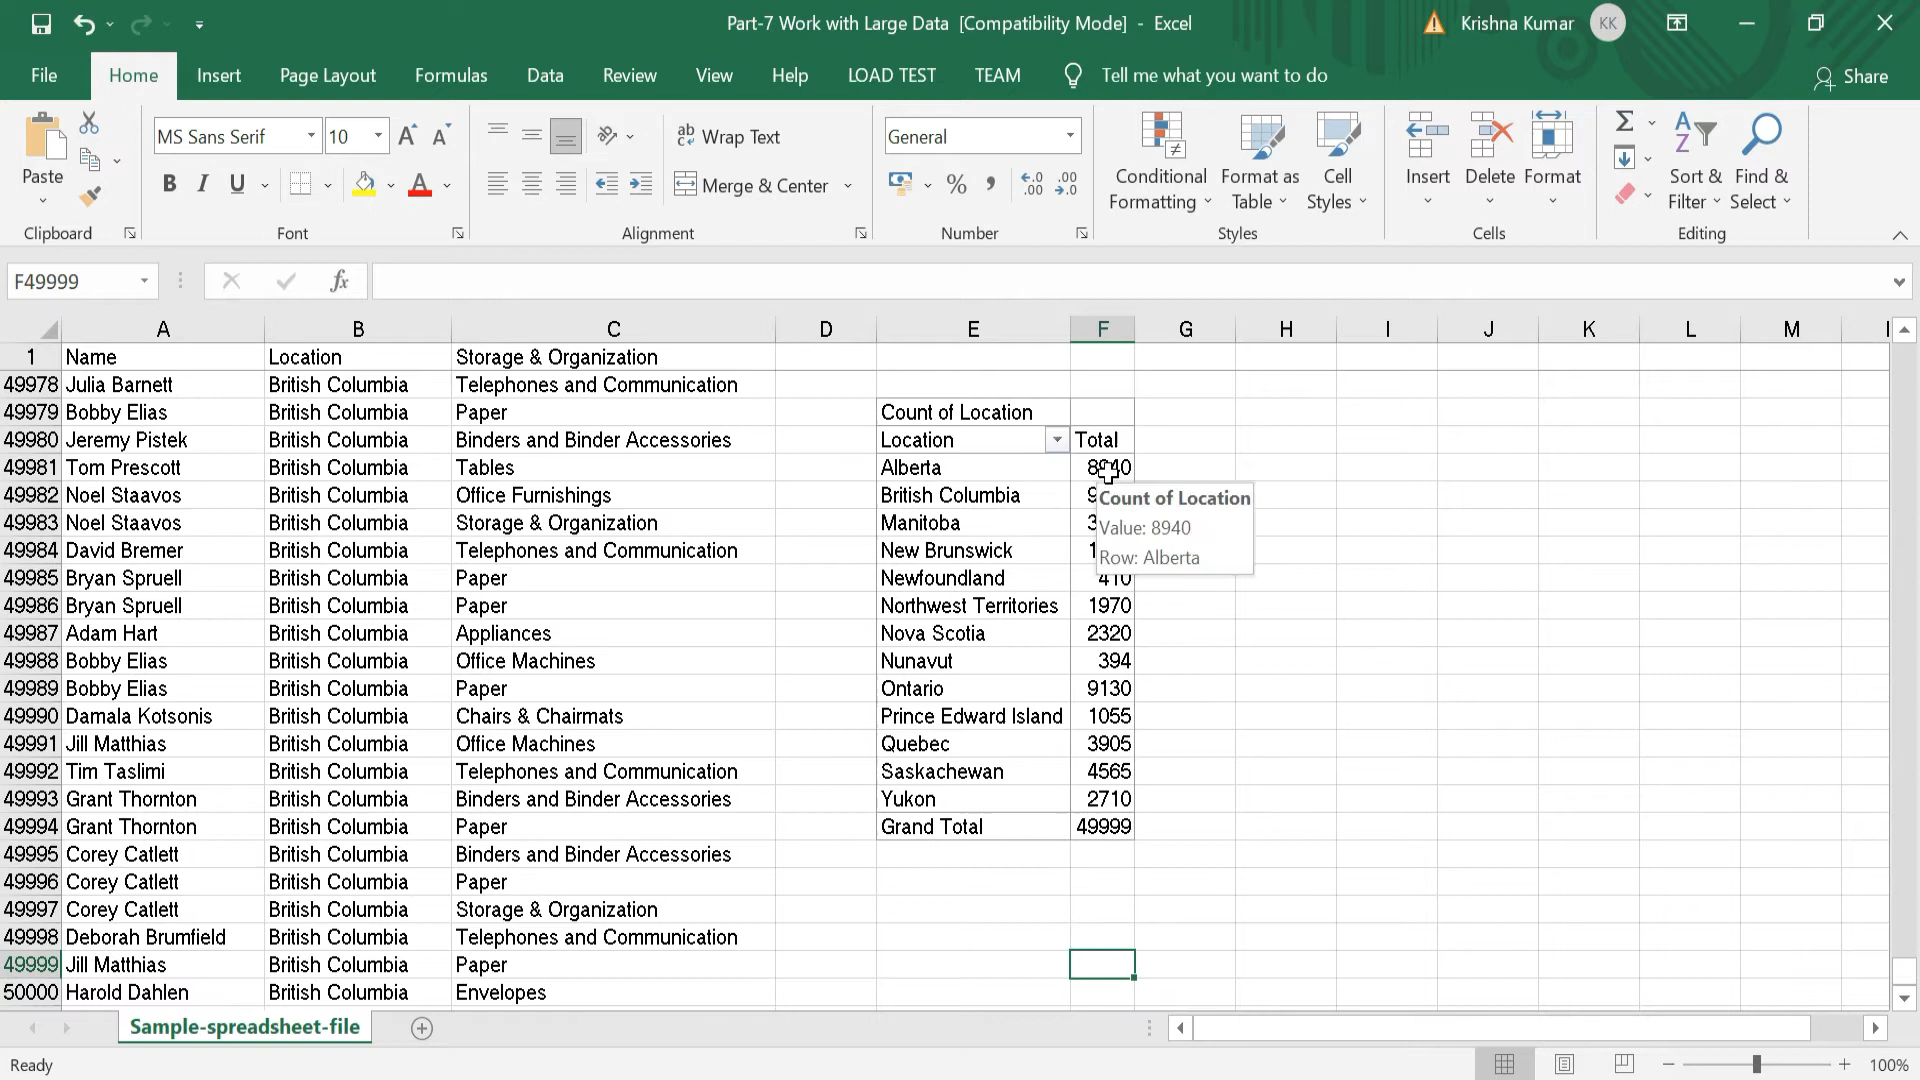 Part-7 Work with Large Data [Compatibility Mode] - Excel
Krishna Kumar KK
File Home Insert Page Layout Formulas Data Review View Help LOAD TEST TEAM Tell me what you want to do Share
MS Sans Serif 10 Wrap Text General
Paste B I U Merge & Center Conditional Formatting Format as Table Cell Styles Insert Delete Format Sort & Filter Find & Select
Clipboard Font Alignment Number Styles Cells Editing
F49999 fx
A B C D E F G H I J K L M
1 Name Location Storage & Organization
49978 Julia Barnett British Columbia Telephones and Communication
49979 Bobby Elias British Columbia Paper Count of Location
49980 Jeremy Pistek British Columbia Binders and Binder Accessories Location Total
49981 Tom Prescott British Columbia Tables Alberta 8940
49982 Noel Staavos British Columbia Office Furnishings British Columbia
49983 Noel Staavos British Columbia Storage & Organization Manitoba
49984 David Bremer British Columbia Telephones and Communication New Brunswick
49985 Bryan Spruell British Columbia Paper Newfoundland 410
49986 Bryan Spruell British Columbia Paper Northwest Territories 1970
49987 Adam Hart British Columbia Appliances Nova Scotia 2320
49988 Bobby Elias British Columbia Office Machines Nunavut 394
49989 Bobby Elias British Columbia Paper Ontario 9130
49990 Damala Kotsonis British Columbia Chairs & Chairmats Prince Edward Island 1055
49991 Jill Matthias British Columbia Office Machines Quebec 3905
49992 Tim Taslimi British Columbia Telephones and Communication Saskachewan 4565
49993 Grant Thornton British Columbia Binders and Binder Accessories Yukon 2710
49994 Grant Thornton British Columbia Paper Grand Total 49999
49995 Corey Catlett British Columbia Binders and Binder Accessories
49996 Corey Catlett British Columbia Paper
49997 Corey Catlett British Columbia Storage & Organization
49998 Deborah Brumfield British Columbia Telephones and Communication
49999 Jill Matthias British Columbia Paper
50000 Harold Dahlen British Columbia Envelopes
Count of Location
Value: 8940
Row: Alberta
Sample-spreadsheet-file
Ready 100%